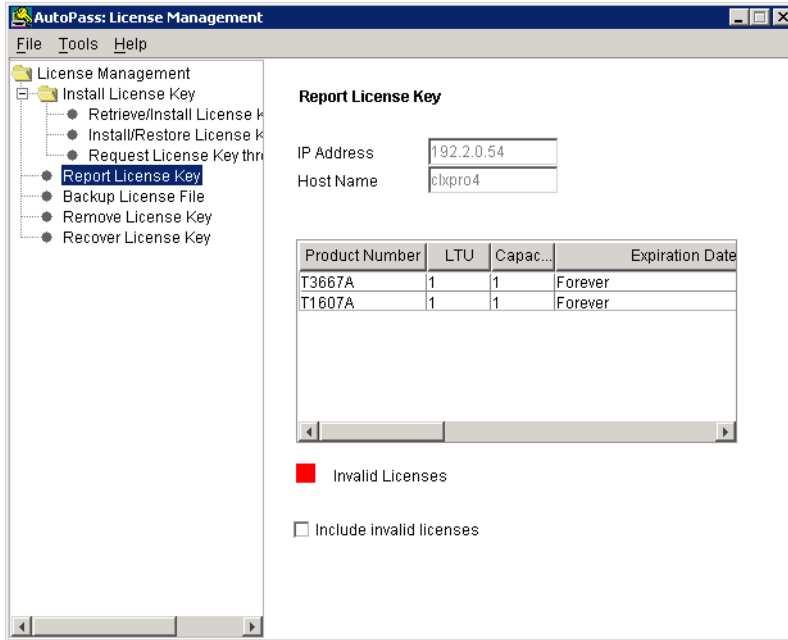 AutoPass: License Management
File Tools Help
License Management
Install License Key
Retrieve/Install License K
Install/Restore License K
Request License Key thr
Report License Key
Backup License File
Remove License Key
Recover License Key
Report License Key
IP Address 192.2.0.54
Host Name clxpro4
Product Number LTU Capac... Expiration Date
T3667A 1 1 Forever
T1607A 1 1 Forever
Invalid Licenses
Include invalid licenses